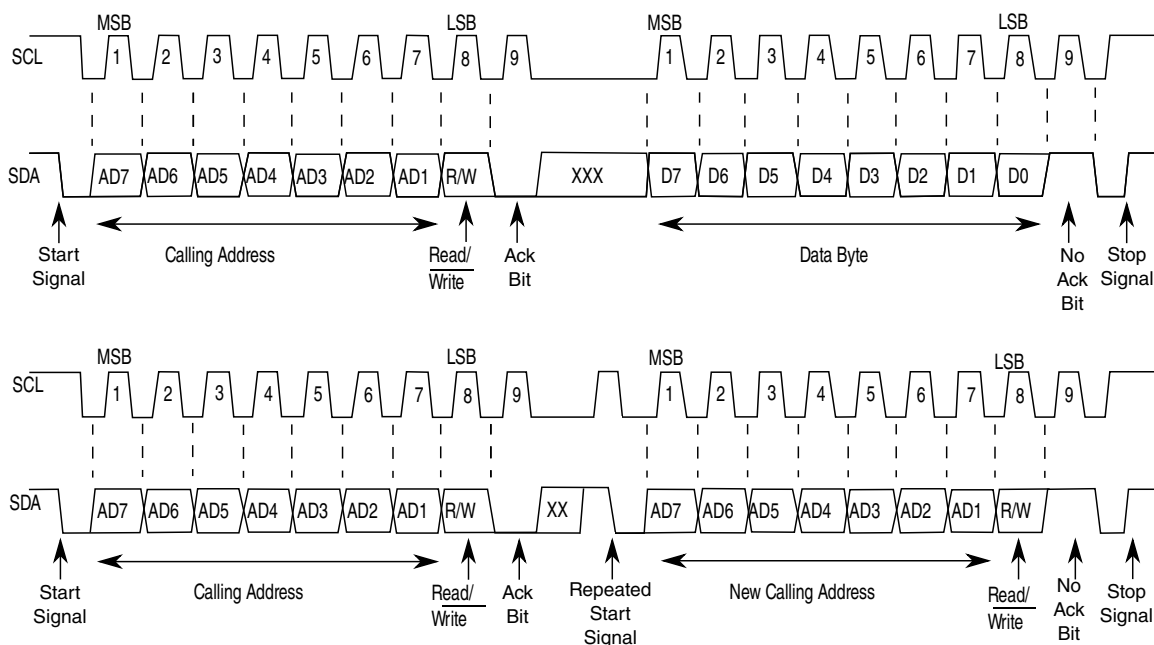 MSB LSB MSB LSB
SCL 1 2 3 4 5 6 7 8 9 1 2 3 4 5 6 7 8 9
SDA AD7 AD6 AD5 AD4 AD3 AD2 AD1 R/W XXX D7 D6 D5 D4 D3 D2 D1 D0
Start Signal
Calling Address
Read/ Write
Ack Bit
Data Byte
No Ack Bit
Stop Signal
MSB LSB MSB LSB
SCL 1 2 3 4 5 6 7 8 9 1 2 3 4 5 6 7 8 9
SDA AD7 AD6 AD5 AD4 AD3 AD2 AD1 R/W XX AD7 AD6 AD5 AD4 AD3 AD2 AD1 R/W
Start Signal
Calling Address
Read/ Write
Ack Bit
Repeated Start Signal
New Calling Address
Read/ Write
No Ack Bit
Stop Signal